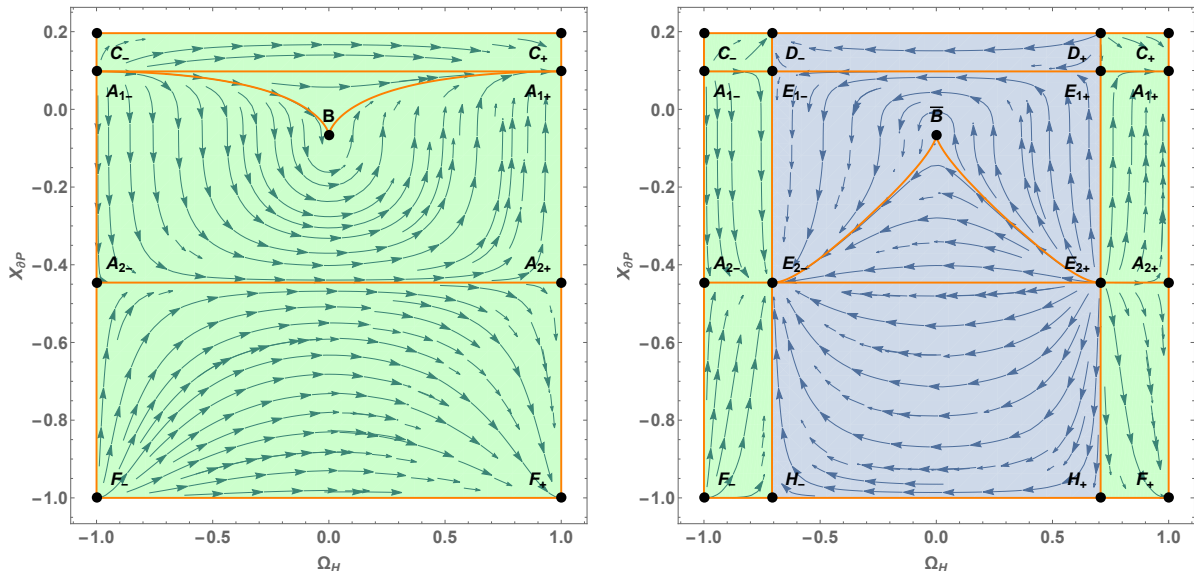 0.2 0.2
C₋ C₊ C₋ D₋ D₊ C₊
A₁₋ A₁₊ A₁₋ E₁₋ E₁₊ A₁₊
0.0 B 0.0 B̅
−0.2 −0.2
X∂P X∂P
A₂₋ A₂₊ A₂₋ E₂₋ E₂₊ A₂₊
−0.4 −0.4
−0.6 −0.6
−0.8 −0.8
F₋ F₊ F₋ H₋ H₊ F₊
−1.0 −1.0
−1.0 −0.5 0.0 0.5 1.0 −1.0 −0.5 0.0 0.5 1.0
Ω_H Ω_H